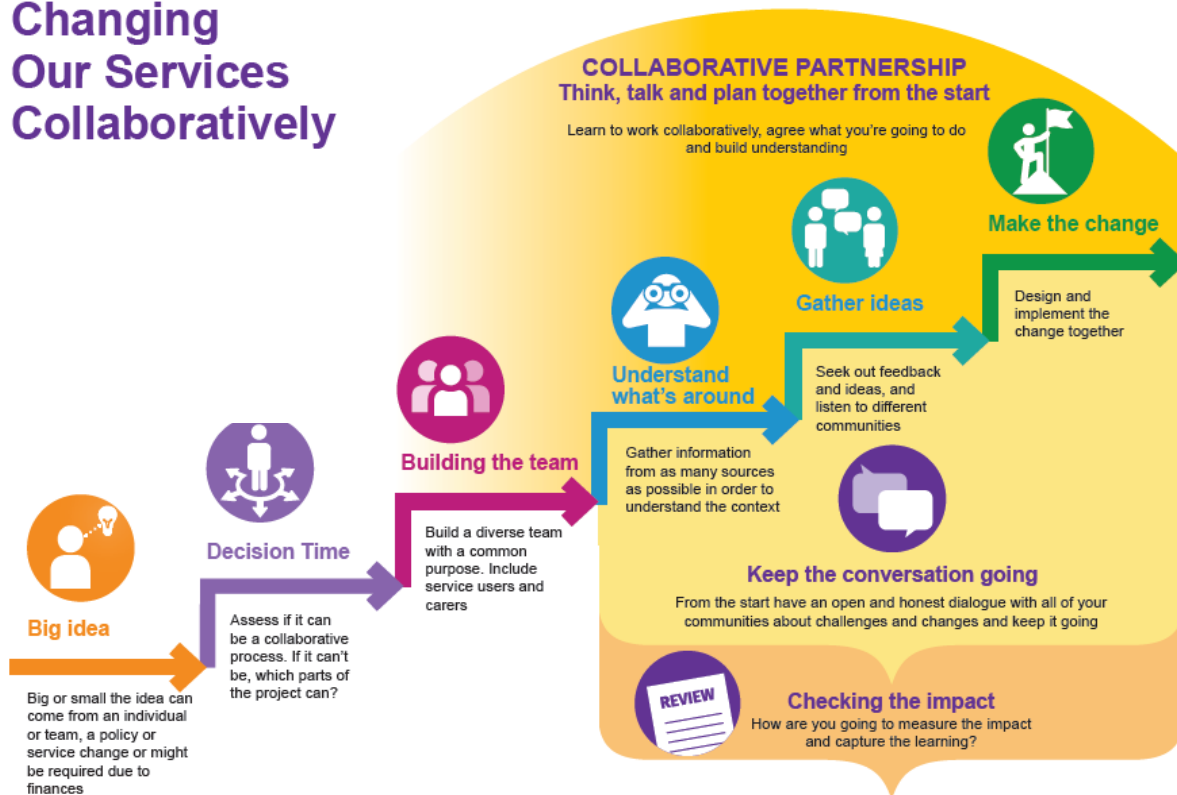 Changing
Our Services
Collaboratively
COLLABORATIVE PARTNERSHIP
Think, talk and plan together from the start
Learn to work collaboratively, agree what you're going to do
and build understanding
Big idea
Big or small the idea can
come from an individual
or team, a policy or
service change or might
be required due to
finances
Decision Time
Assess if it can
be a collaborative
process. If it can't
be, which parts of
the project can?
Building the team
Build a diverse team
with a common
purpose. Include
service users and
carers
Understand
what's around
Gather information
from as many sources
as possible in order to
understand the context
Gather ideas
Seek out feedback
and ideas, and
listen to different
communities
Make the change
Design and
implement the
change together
Keep the conversation going
From the start have an open and honest dialogue with all of your
communities about challenges and changes and keep it going
REVIEW
Checking the impact
How are you going to measure the impact
and capture the learning?